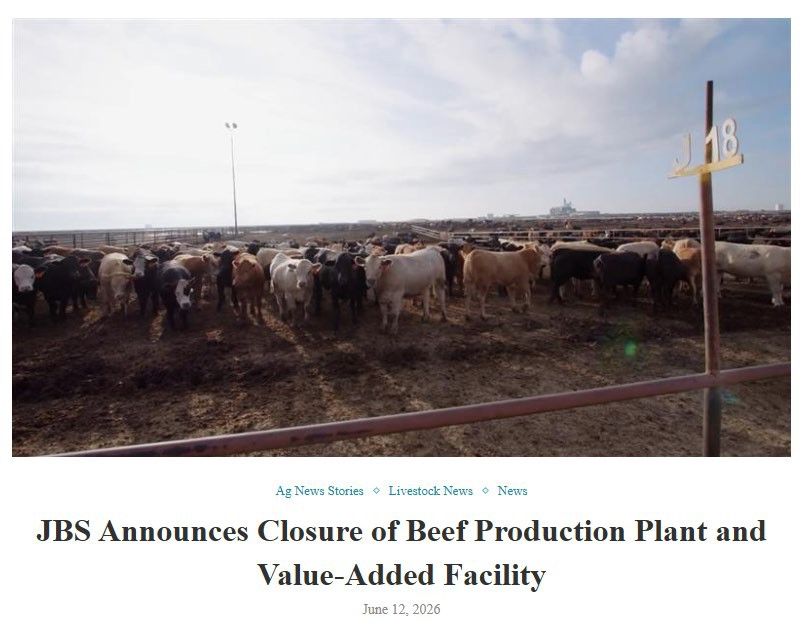 J 18
Ag News Stories ◇ Livestock News ◇ News
JBS Announces Closure of Beef Production Plant and
Value-Added Facility
June 12, 2026